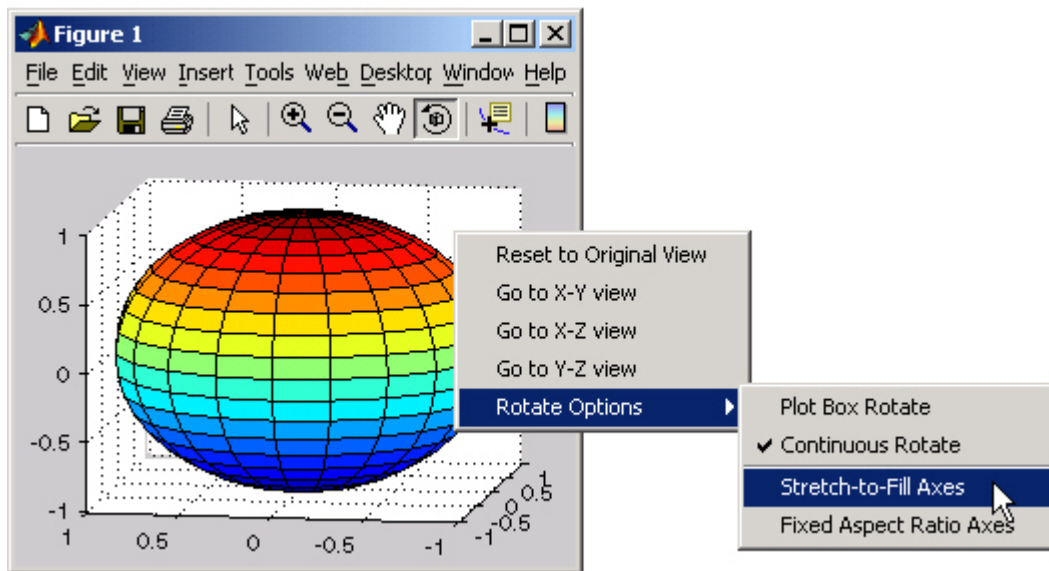 Figure 1
File Edit View Insert Tools Web Desktop Window Help
1
0.5
0
-0.5
-1
1
0.5
0
-0.5
-1
-1
-0.5
0
0.5
1
Reset to Original View
Go to X-Y view
Go to X-Z view
Go to Y-Z view
Rotate Options
Plot Box Rotate
Continuous Rotate
Stretch-to-Fill Axes
Fixed Aspect Ratio Axes